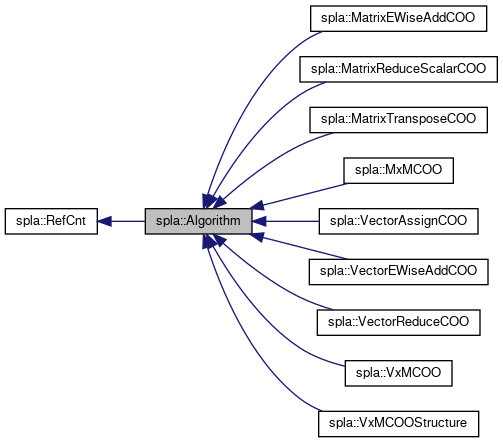 spla::MatrixEWiseAddCOO
spla::MatrixReduceScalarCOO
spla::MatrixTransposeCOO
spla::MxMCOO
spla::RefCnt
spla::Algorithm
spla::VectorAssignCOO
spla::VectorEWiseAddCOO
spla::VectorReduceCOO
spla::VxMCOO
spla::VxMCOOStructure